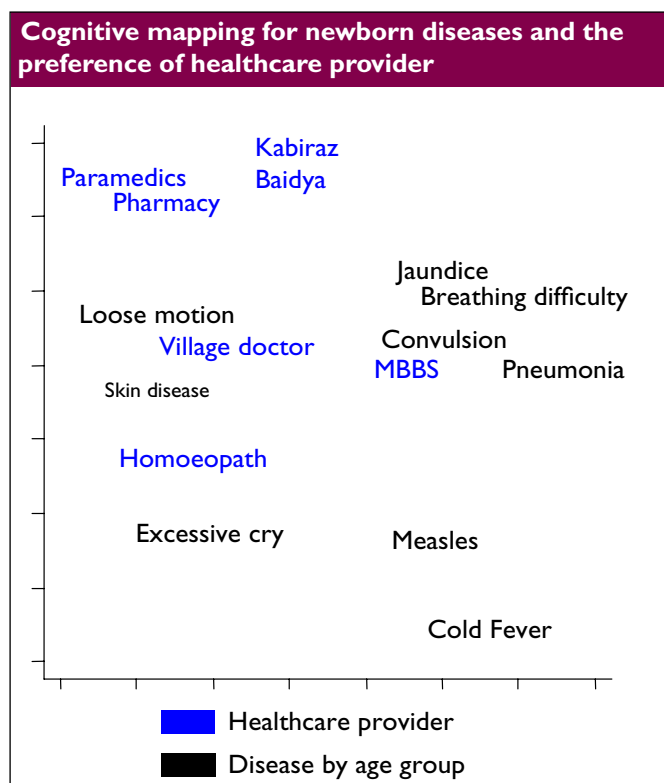 Cognitive mapping for newborn diseases and the
preference of healthcare provider
Kabiraz
Paramedics
Baidya
Pharmacy
Jaundice
Breathing difficulty
Loose motion
Convulsion
Village doctor
MBBS
Pneumonia
Skin disease
Homoeopath
Excessive cry
Measles
Cold Fever
Healthcare provider
Disease by age group